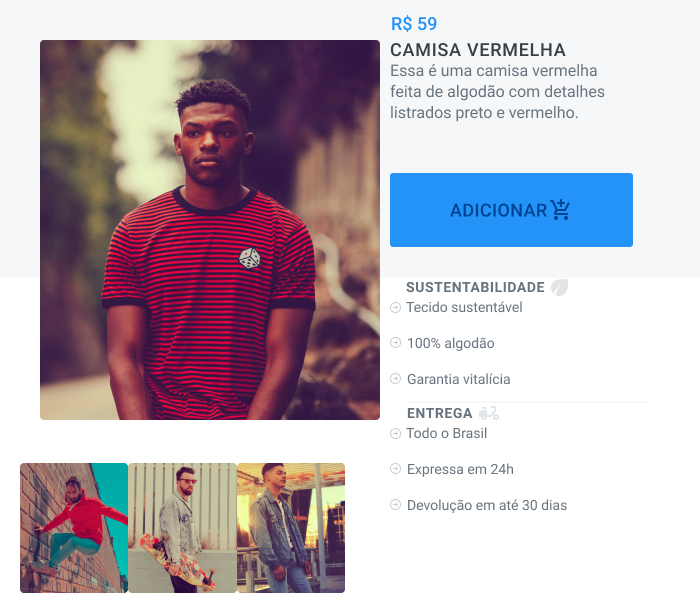 R$ 59
CAMISA VERMELHA
Essa é uma camisa vermelha
feita de algodão com detalhes
listrados preto e vermelho.
ADICIONAR
SUSTENTABILIDADE
Tecido sustentável
100% algodão
Garantia vitalícia
ENTREGA
Todo o Brasil
Expressa em 24h
Devolução em até 30 dias